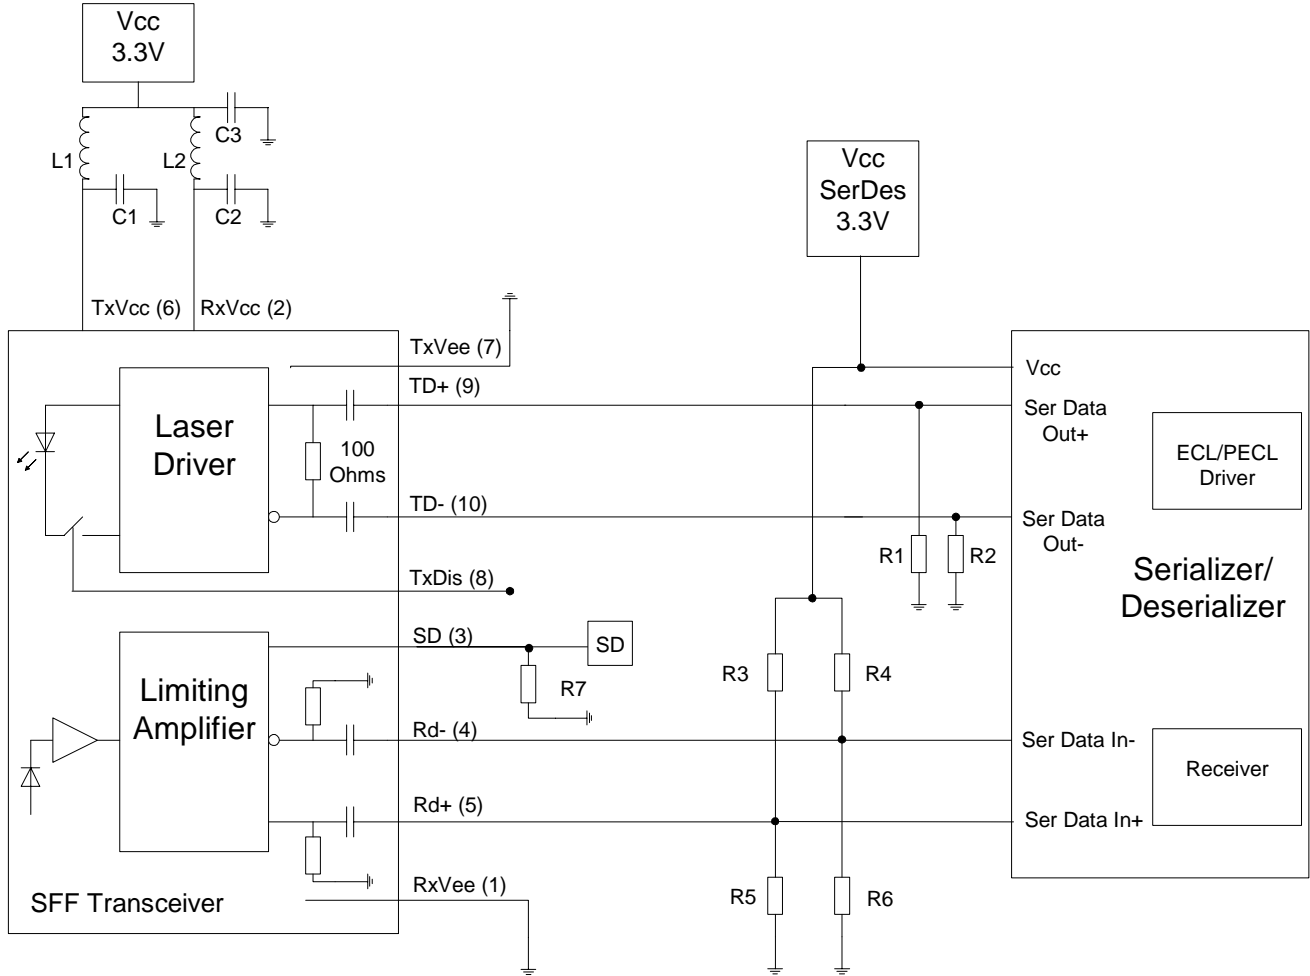 Vcc
3.3V
C3
L1
L2
C1
C2
Vcc
SerDes
3.3V
TxVcc (6)
RxVcc (2)
TxVee (7)
TD+ (9)
Laser
Driver
100
Ohms
TD- (10)
TxDis (8)
SD (3)
SD
R7
Limiting
Amplifier
Rd- (4)
Rd+ (5)
RxVee (1)
SFF Transceiver
R1
R2
R3
R4
R5
R6
Vcc
Ser Data
Out+
ECL/PECL
Driver
Ser Data
Out-
Serializer/
Deserializer
Ser Data In-
Receiver
Ser Data In+